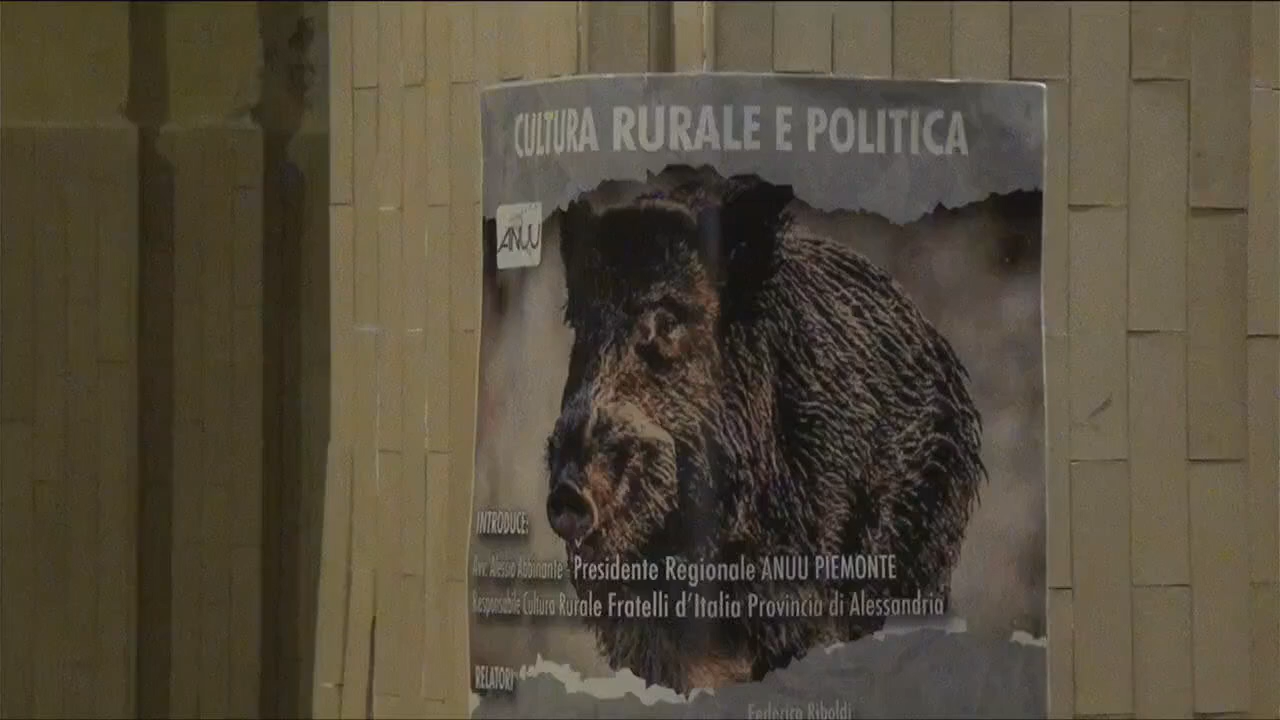 CULTURA RURALE E POLITICA
ANUU
INTRODUCE:
Avv. Alessio Abbinante - Presidente Regionale ANUU PIEMONTE
Responsabile Cultura Rurale Fratelli d'Italia Provincia di Alessandria
RELATORI
Federico Riboldi